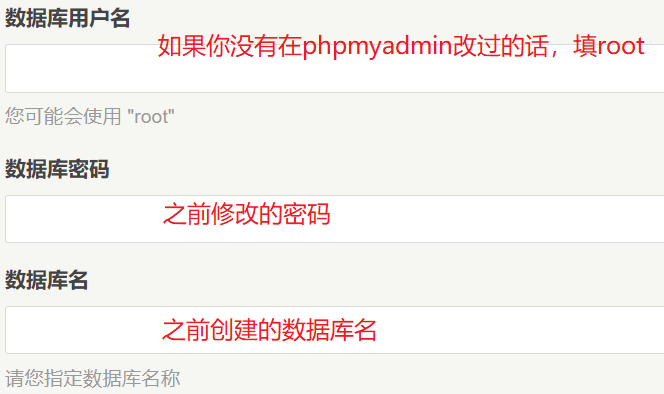 数据库用户名
如果你没有在phpmyadmin改过的话，填root
您可能会使用 "root"
数据库密码
之前修改的密码
数据库名
之前创建的数据库名
请您指定数据库名称